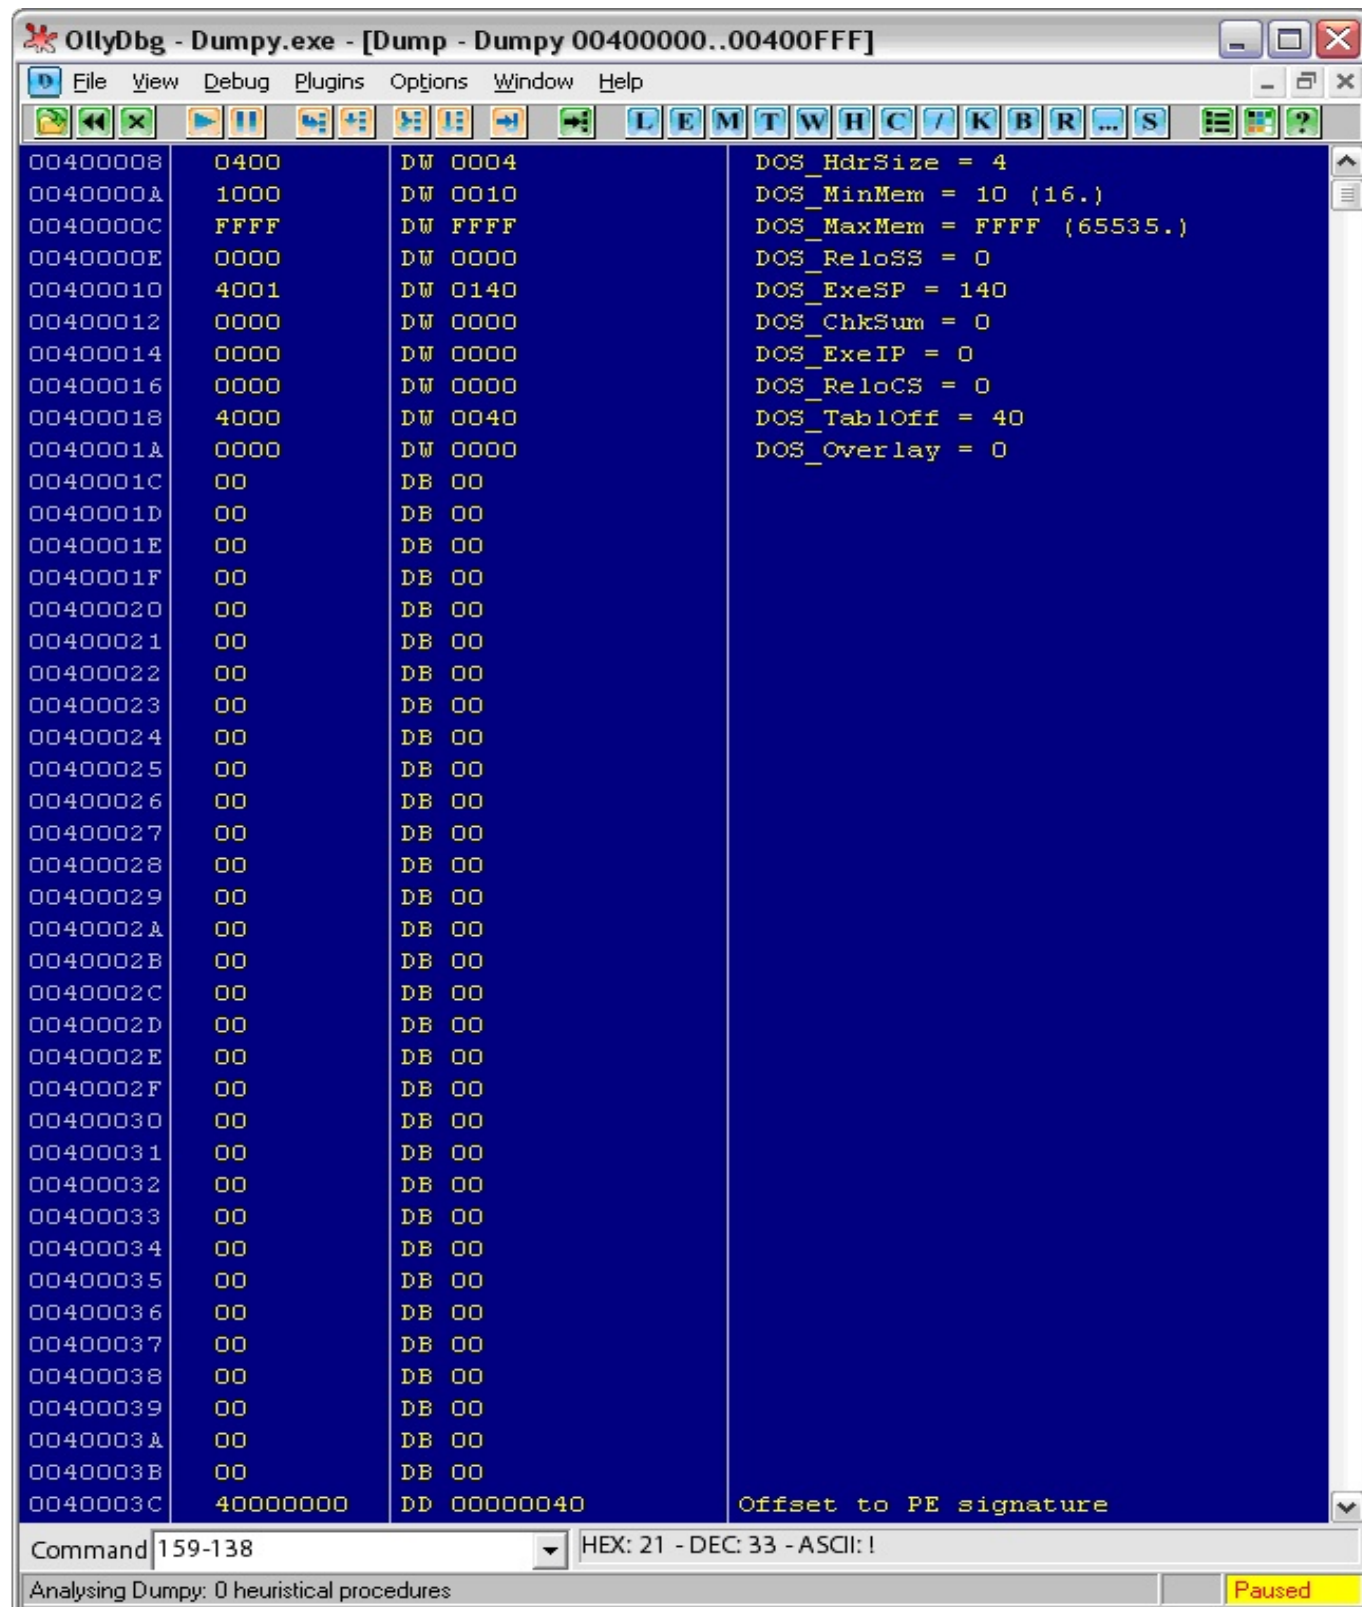 OllyDbg - Dumpy.exe - [Dump - Dumpy 00400000..00400FFF]
File View Debug Plugins Options Window Help
L E M T W H C / K B R ... S ?
00400008 0400 DW 0004 DOS_HdrSize = 4
0040000A 1000 DW 0010 DOS_MinMem = 10 (16.)
0040000C FFFF DW FFFF DOS_MaxMem = FFFF (65535.)
0040000E 0000 DW 0000 DOS_ReloSS = 0
00400010 4001 DW 0140 DOS_ExeSP = 140
00400012 0000 DW 0000 DOS_ChkSum = 0
00400014 0000 DW 0000 DOS_ExeIP = 0
00400016 0000 DW 0000 DOS_ReloCS = 0
00400018 4000 DW 0040 DOS_TablOff = 40
0040001A 0000 DW 0000 DOS_Overlay = 0
0040001C 00 DB 00
0040001D 00 DB 00
0040001E 00 DB 00
0040001F 00 DB 00
00400020 00 DB 00
00400021 00 DB 00
00400022 00 DB 00
00400023 00 DB 00
00400024 00 DB 00
00400025 00 DB 00
00400026 00 DB 00
00400027 00 DB 00
00400028 00 DB 00
00400029 00 DB 00
0040002A 00 DB 00
0040002B 00 DB 00
0040002C 00 DB 00
0040002D 00 DB 00
0040002E 00 DB 00
0040002F 00 DB 00
00400030 00 DB 00
00400031 00 DB 00
00400032 00 DB 00
00400033 00 DB 00
00400034 00 DB 00
00400035 00 DB 00
00400036 00 DB 00
00400037 00 DB 00
00400038 00 DB 00
00400039 00 DB 00
0040003A 00 DB 00
0040003B 00 DB 00
0040003C 40000000 DD 00000040 Offset to PE signature
Command 159-138 HEX: 21 - DEC: 33 - ASCII: !
Analysing Dumpy: 0 heuristical procedures Paused